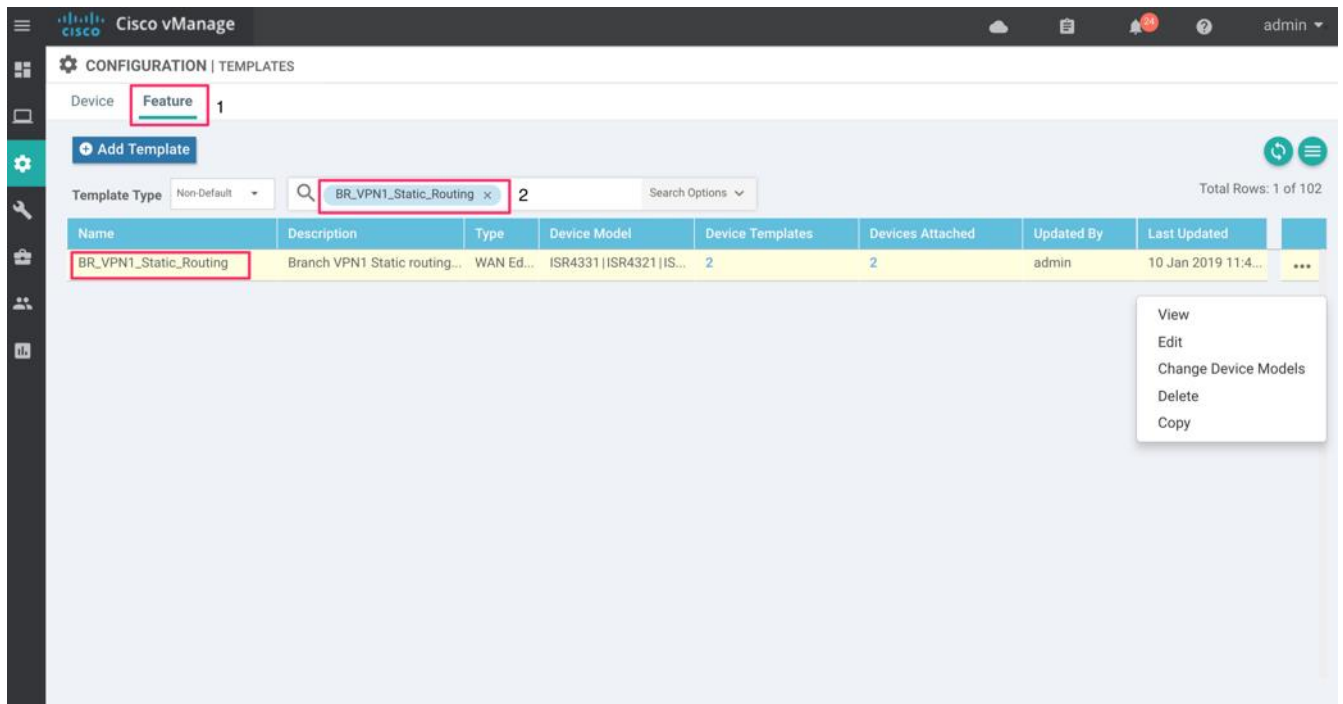 cisco Cisco vManage 24 admin
CONFIGURATION | TEMPLATES
Device Feature 1
Add Template
Template Type Non-Default BR_VPN1_Static_Routing × 2 Search Options Total Rows: 1 of 102
Name Description Type Device Model Device Templates Devices Attached Updated By Last Updated
BR_VPN1_Static_Routing Branch VPN1 Static routing... WAN Ed... ISR4331|ISR4321|IS... 2 2 admin 10 Jan 2019 11:4... •••
View
Edit
Change Device Models
Delete
Copy